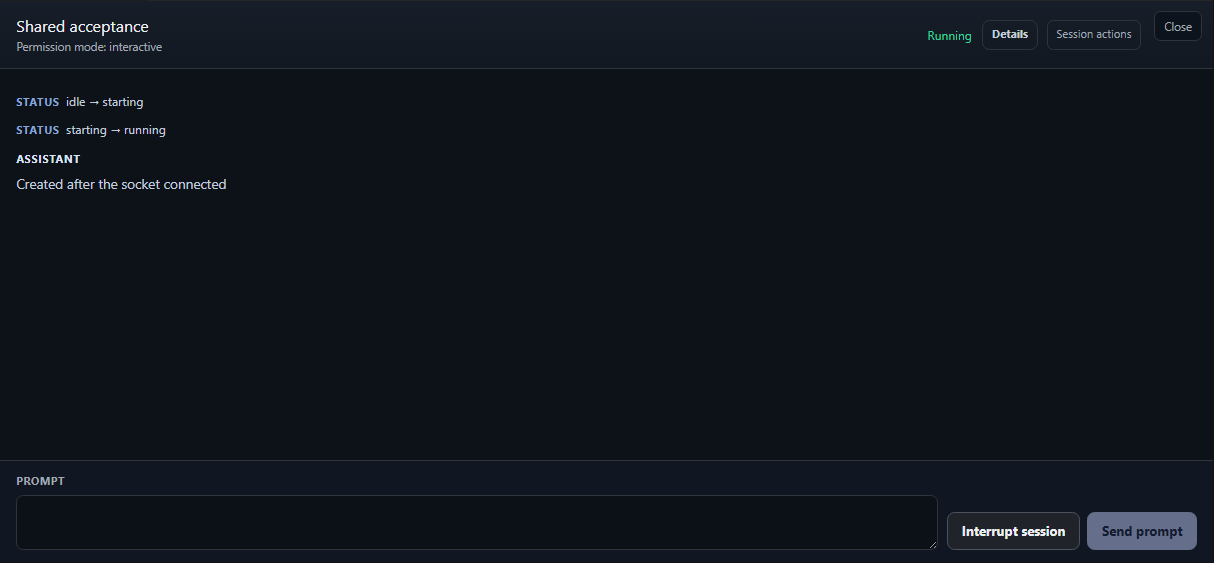 Shared acceptance
Permission mode: interactive
Running
Details
Session actions
Close
STATUS idle → starting
STATUS starting → running
ASSISTANT
Created after the socket connected
PROMPT
Interrupt session
Send prompt